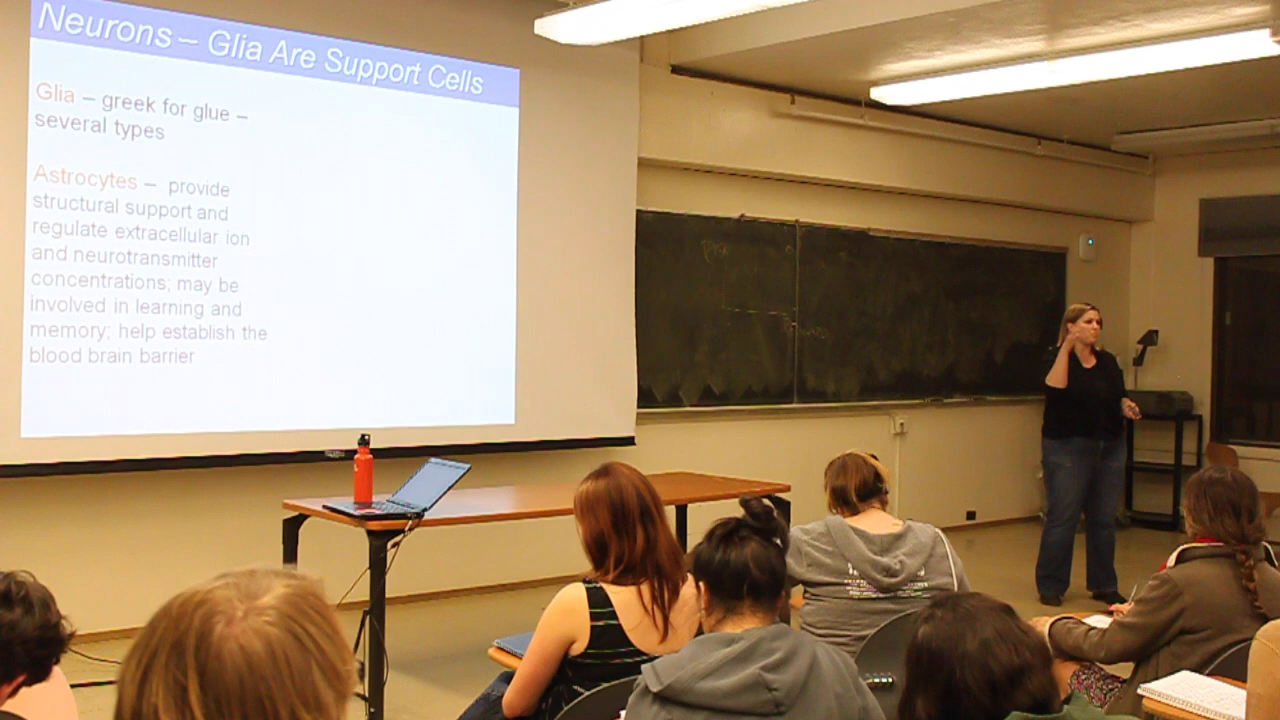 Neurons – Glia Are Support Cells
Glia – greek for glue –
several types
Astrocytes – provide
structural support and
regulate extracellular ion
and neurotransmitter
concentrations; may be
involved in learning and
memory; help establish the
blood brain barrier